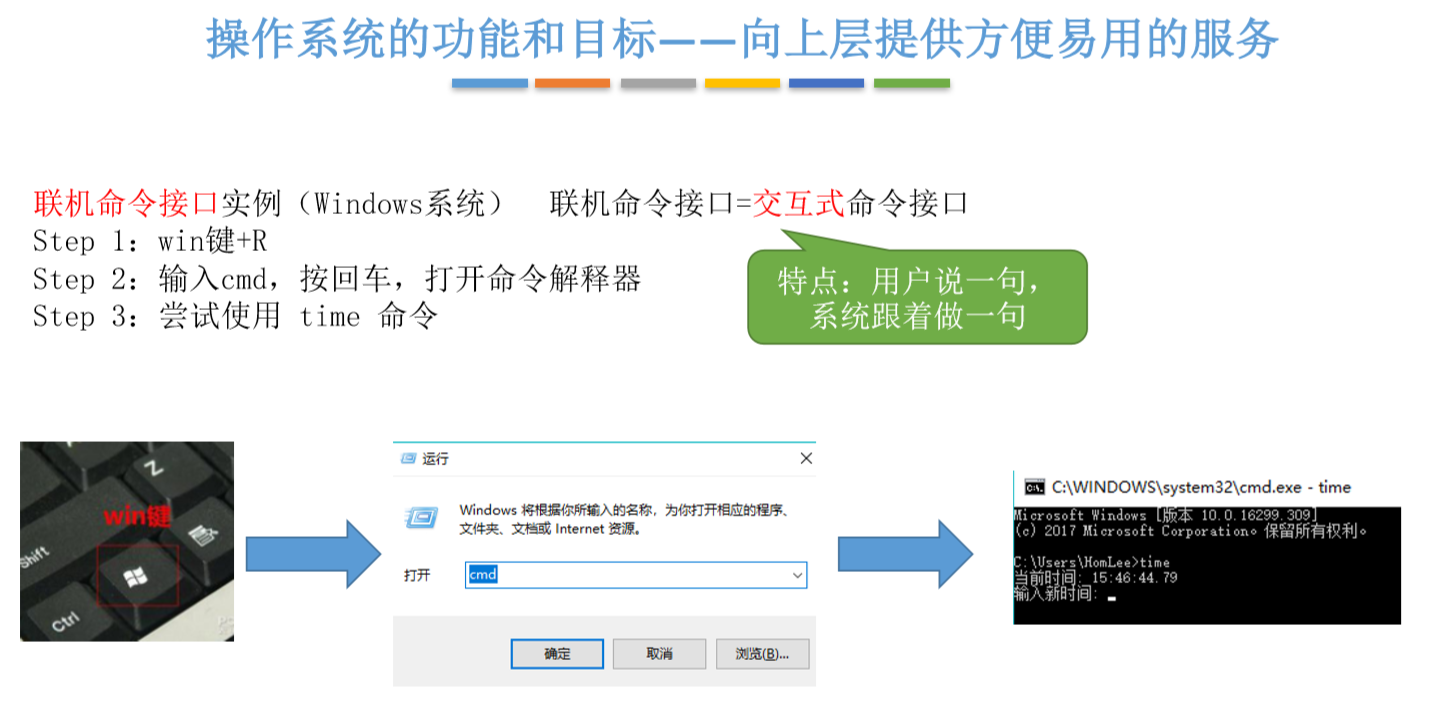 操作系统的功能和目标——向上层提供方便易用的服务
联机命令接口实例（Windows系统） 联机命令接口=交互式命令接口
Step 1：win键+R
Step 2：输入cmd，按回车，打开命令解释器
Step 3：尝试使用 time 命令
特点：用户说一句，
系统跟着做一句
Z
win键
Shift
Ctrl
运行
Windows 将根据你所输入的名称，为你打开相应的程序、
文件夹、文档或 Internet 资源。
打开
cmd
确定
取消
浏览(B)...
C:\WINDOWS\system32\cmd.exe - time
Microsoft Windows [版本 10.0.16299.309]
(c) 2017 Microsoft Corporation。保留所有权利。
C:\Users\HomLee>time
当前时间: 15:46:44.79
输入新时间: